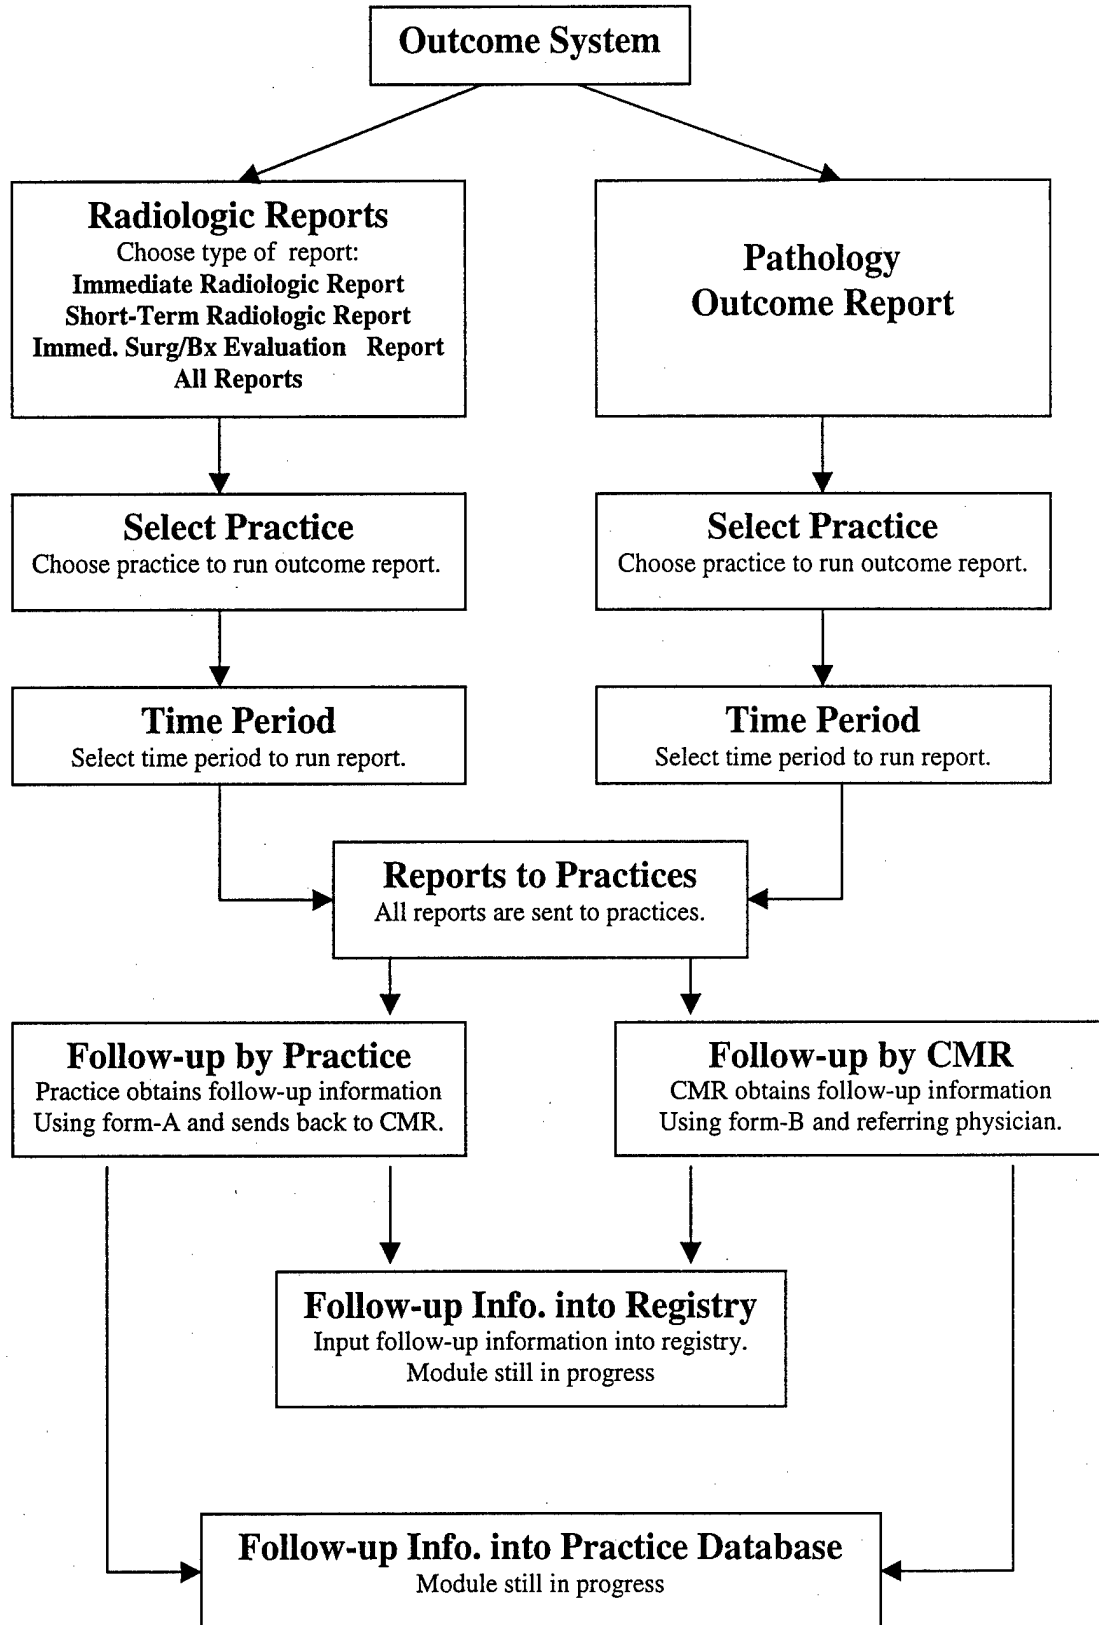 Outcome System
Radiologic Reports
Choose type of report:
Immediate Radiologic Report
Short-Term Radiologic Report
Immed. Surg/Bx Evaluation Report
All Reports
Pathology
Outcome Report
Select Practice
Choose practice to run outcome report.
Select Practice
Choose practice to run outcome report.
Time Period
Select time period to run report.
Time Period
Select time period to run report.
Reports to Practices
All reports are sent to practices.
Follow-up by Practice
Practice obtains follow-up information
Using form-A and sends back to CMR.
Follow-up by CMR
CMR obtains follow-up information
Using form-B and referring physician.
Follow-up Info. into Registry
Input follow-up information into registry.
Module still in progress
Follow-up Info. into Practice Database
Module still in progress